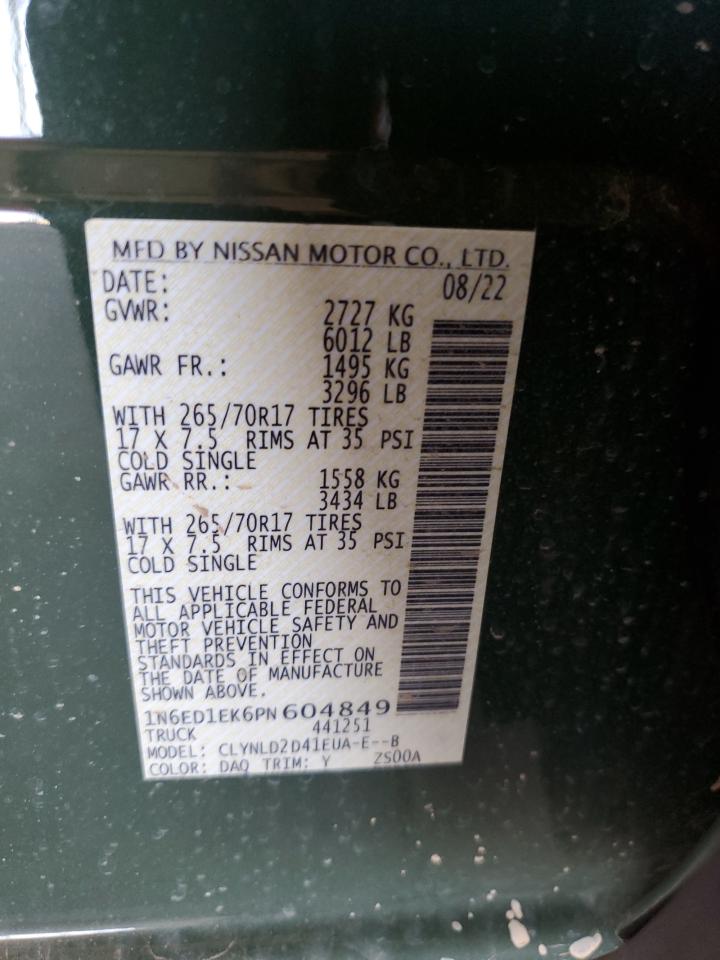 MFD BY NISSAN MOTOR CO., LTD.
DATE: 08/22
GVWR: 2727 KG
6012 LB
GAWR FR.: 1495 KG
3296 LB
WITH 265/70R17 TIRES
17 X 7.5 RIMS AT 35 PSI
COLD SINGLE
GAWR RR.: 1558 KG
3434 LB
WITH 265/70R17 TIRES
17 X 7.5 RIMS AT 35 PSI
COLD SINGLE
THIS VEHICLE CONFORMS TO
ALL APPLICABLE FEDERAL
MOTOR VEHICLE SAFETY AND
THEFT PREVENTION
STANDARDS IN EFFECT ON
THE DATE OF MANUFACTURE
SHOWN ABOVE.
1N6ED1EK6PN604849
TRUCK 441251
MODEL: CLYNLD2D41EUA-E--B
COLOR: DAQ TRIM: Y ZS00A